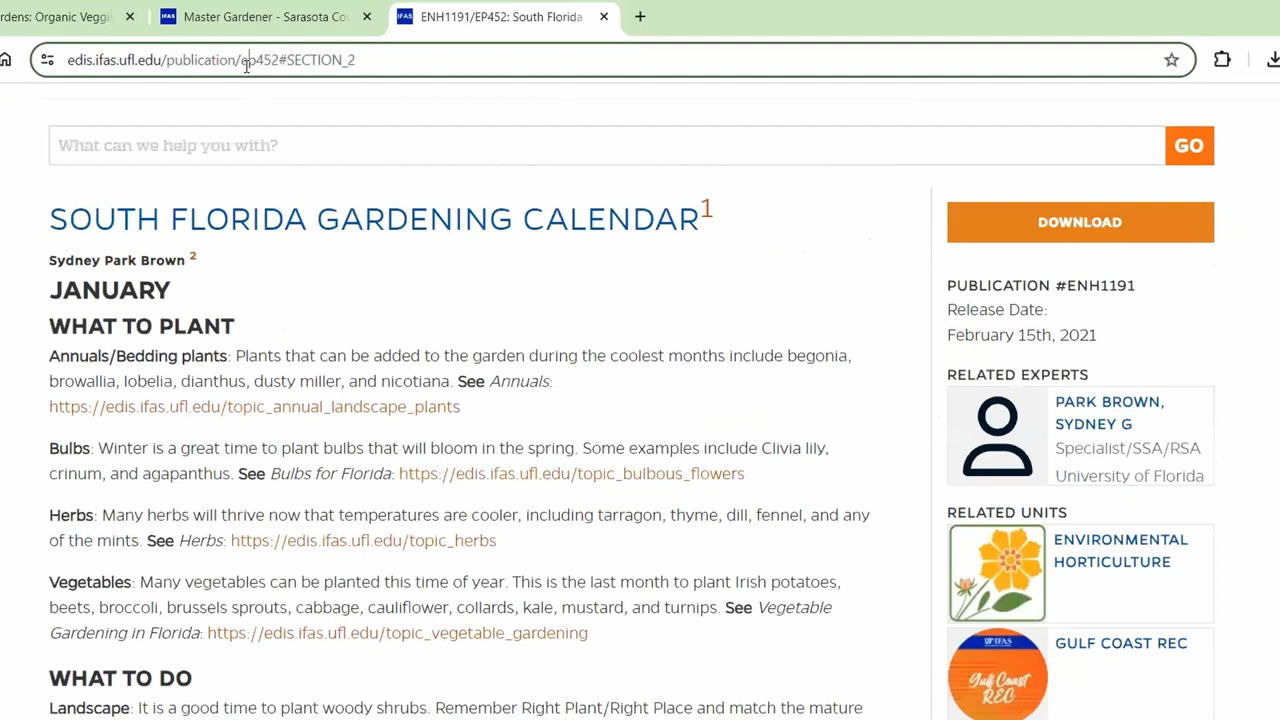 rdens: Organic Veggi
Master Gardener - Sarasota Co
ENH1191/EP452: South Florida
edis.ifas.ufl.edu/publication/ep452#SECTION_2
What can we help you with?
GO
SOUTH FLORIDA GARDENING CALENDAR1
Sydney Park Brown 2
JANUARY
WHAT TO PLANT
Annuals/Bedding plants: Plants that can be added to the garden during the coolest months include begonia,
browallia, lobelia, dianthus, dusty miller, and nicotiana. See Annuals:
https://edis.ifas.ufl.edu/topic_annual_landscape_plants
Bulbs: Winter is a great time to plant bulbs that will bloom in the spring. Some examples include Clivia lily,
crinum, and agapanthus. See Bulbs for Florida: https://edis.ifas.ufl.edu/topic_bulbous_flowers
Herbs: Many herbs will thrive now that temperatures are cooler, including tarragon, thyme, dill, fennel, and any
of the mints. See Herbs: https://edis.ifas.ufl.edu/topic_herbs
Vegetables: Many vegetables can be planted this time of year. This is the last month to plant Irish potatoes,
beets, broccoli, brussels sprouts, cabbage, cauliflower, collards, kale, mustard, and turnips. See Vegetable
Gardening in Florida: https://edis.ifas.ufl.edu/topic_vegetable_gardening
WHAT TO DO
Landscape: It is a good time to plant woody shrubs. Remember Right Plant/Right Place and match the mature
DOWNLOAD
PUBLICATION #ENH1191
Release Date:
February 15th, 2021
RELATED EXPERTS
PARK BROWN,
SYDNEY G
Specialist/SSA/RSA
University of Florida
RELATED UNITS
ENVIRONMENTAL
HORTICULTURE
UF IFAS
Gulf Coast
REC
GULF COAST REC